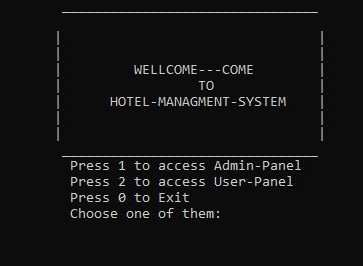 WELLCOME---COME
TO
HOTEL-MANAGMENT-SYSTEM
Press 1 to access Admin-Panel
Press 2 to access User-Panel
Press 0 to Exit
Choose one of them: